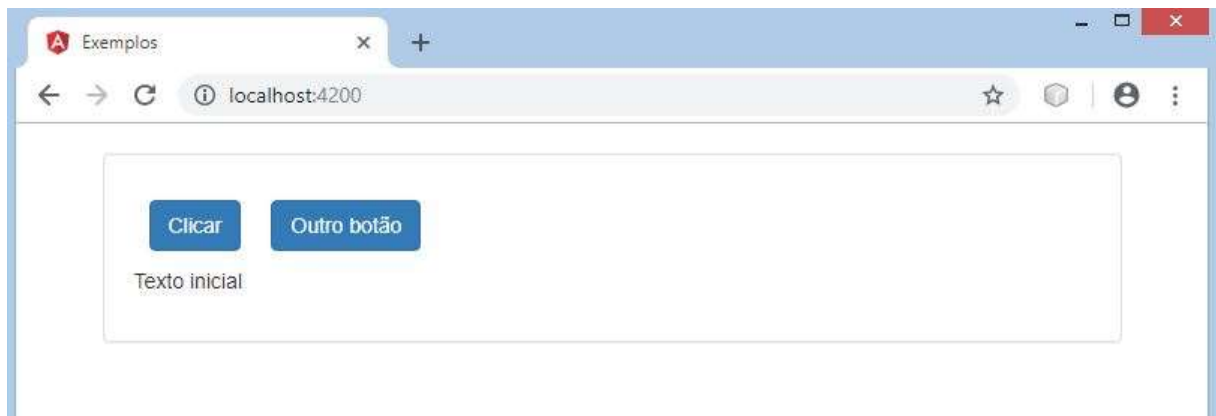 Exemplos
localhost:4200
Clicar
Outro botão
Texto inicial